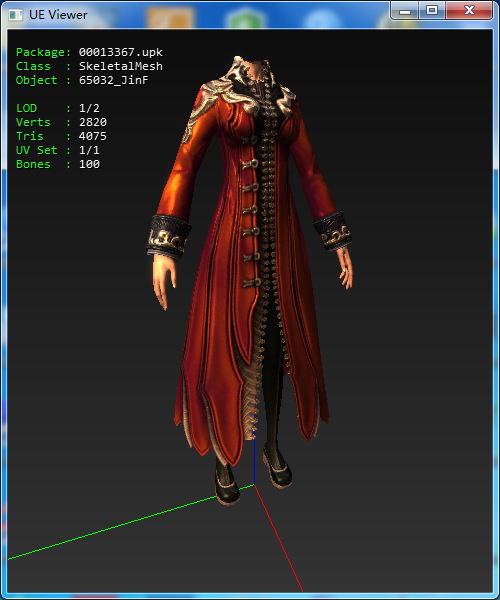 UE Viewer
Package: 00013367.upk
Class : SkeletalMesh
Object : 65032_JinF
LOD : 1/2
Verts : 2820
Tris : 4075
UV Set : 1/1
Bones : 100